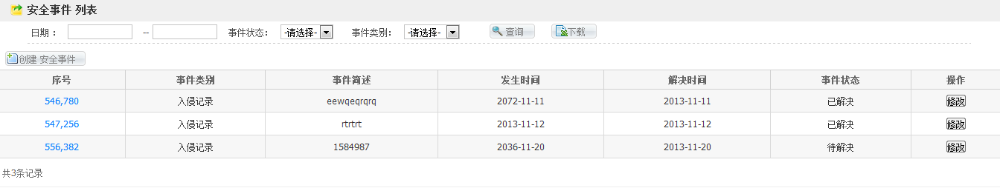 安全事件 列表
日期： -- 事件状态： -请选择- 事件类别： -请选择- 查询 下载
创建 安全事件
序号 事件类别 事件简述 发生时间 解决时间 事件状态 操作
546,780 入侵记录 eewqeqrqrq 2072-11-11 2013-11-11 已解决 修改
547,256 入侵记录 rtrtrt 2013-11-12 2013-11-12 已解决 修改
556,382 入侵记录 1584987 2036-11-20 2013-11-20 待解决 修改
共3条记录